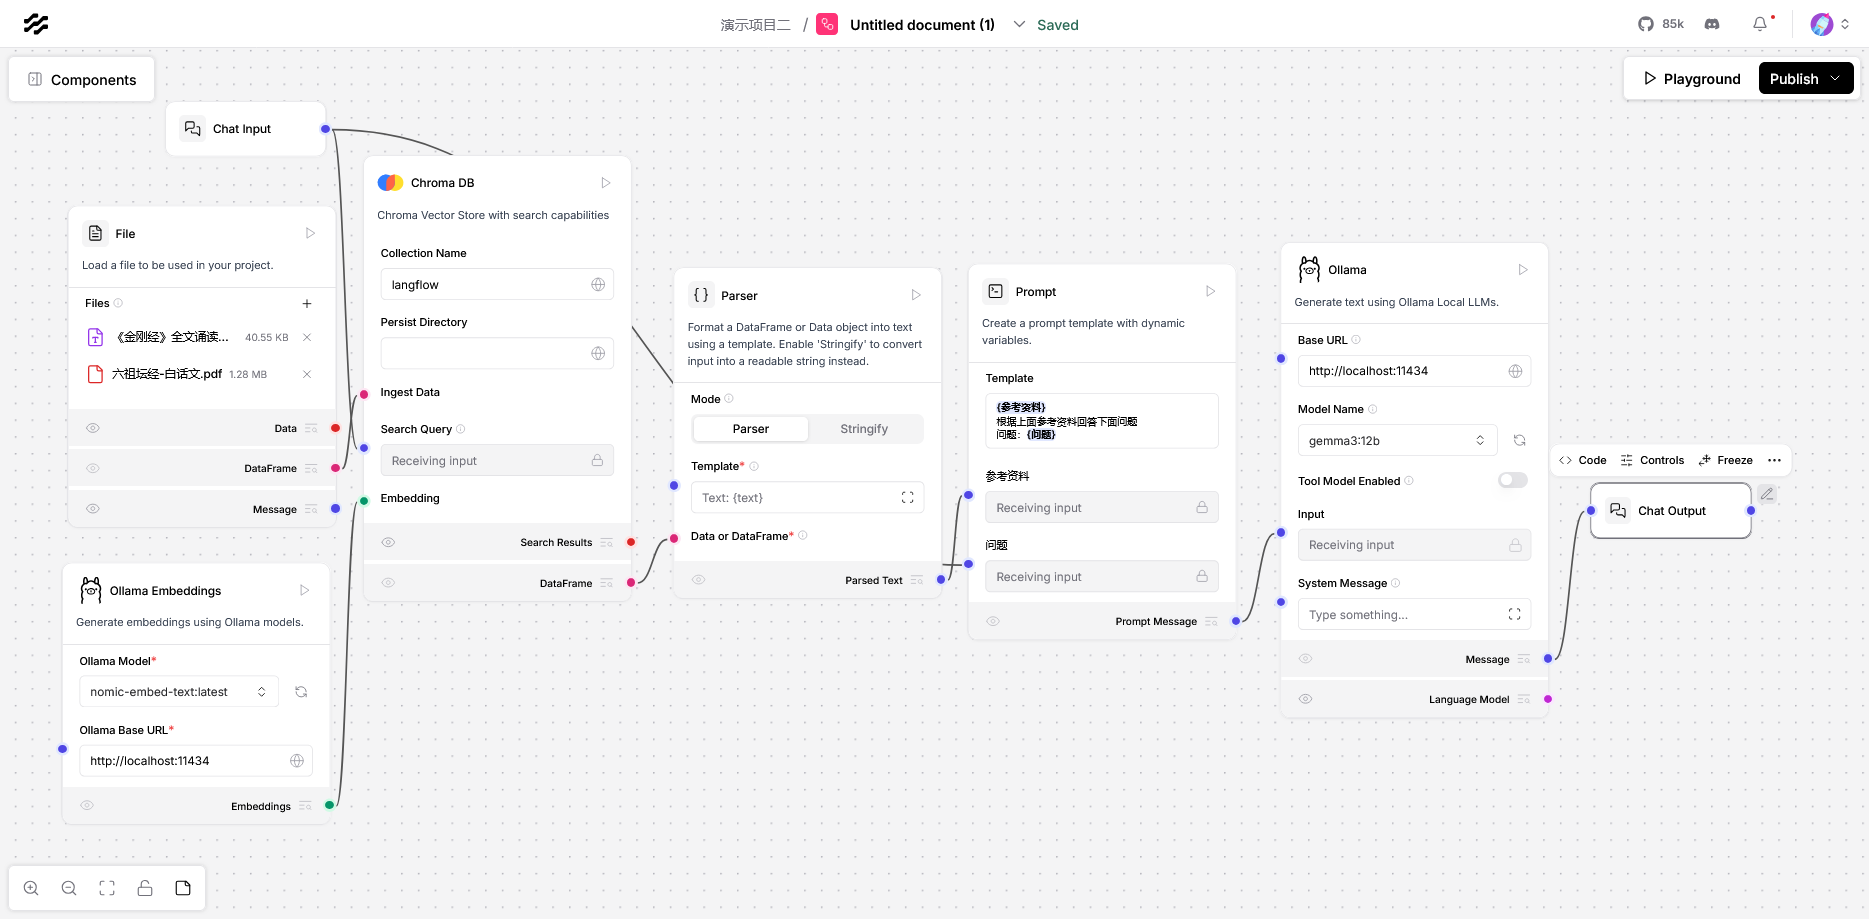 演示项目二 / Untitled document (1) Saved
85k
Components
Playground
Publish
Chat Input
File
Load a file to be used in your project.
Files
《金刚经》全文诵读... 40.55 KB
六祖坛经-白话文.pdf 1.28 MB
Data
DataFrame
Message
Ollama Embeddings
Generate embeddings using Ollama models.
Ollama Model*
nomic-embed-text:latest
Ollama Base URL*
http://localhost:11434
Embeddings
Chroma DB
Chroma Vector Store with search capabilities
Collection Name
langflow
Persist Directory
Ingest Data
Search Query
Receiving input
Embedding
Search Results
DataFrame
Parser
Format a DataFrame or Data object into text
using a template. Enable 'Stringify' to convert
input into a readable string instead.
Mode
Parser Stringify
Template*
Text: {text}
Data or DataFrame*
Parsed Text
Prompt
Create a prompt template with dynamic
variables.
Template
{参考资料}
根据上面参考资料回答下面问题
问题：{问题}
参考资料
Receiving input
问题
Receiving input
Prompt Message
Ollama
Generate text using Ollama Local LLMs.
Base URL
http://localhost:11434
Model Name
gemma3:12b
Tool Model Enabled
Input
Receiving input
System Message
Type something...
Message
Language Model
Code Controls Freeze
Chat Output